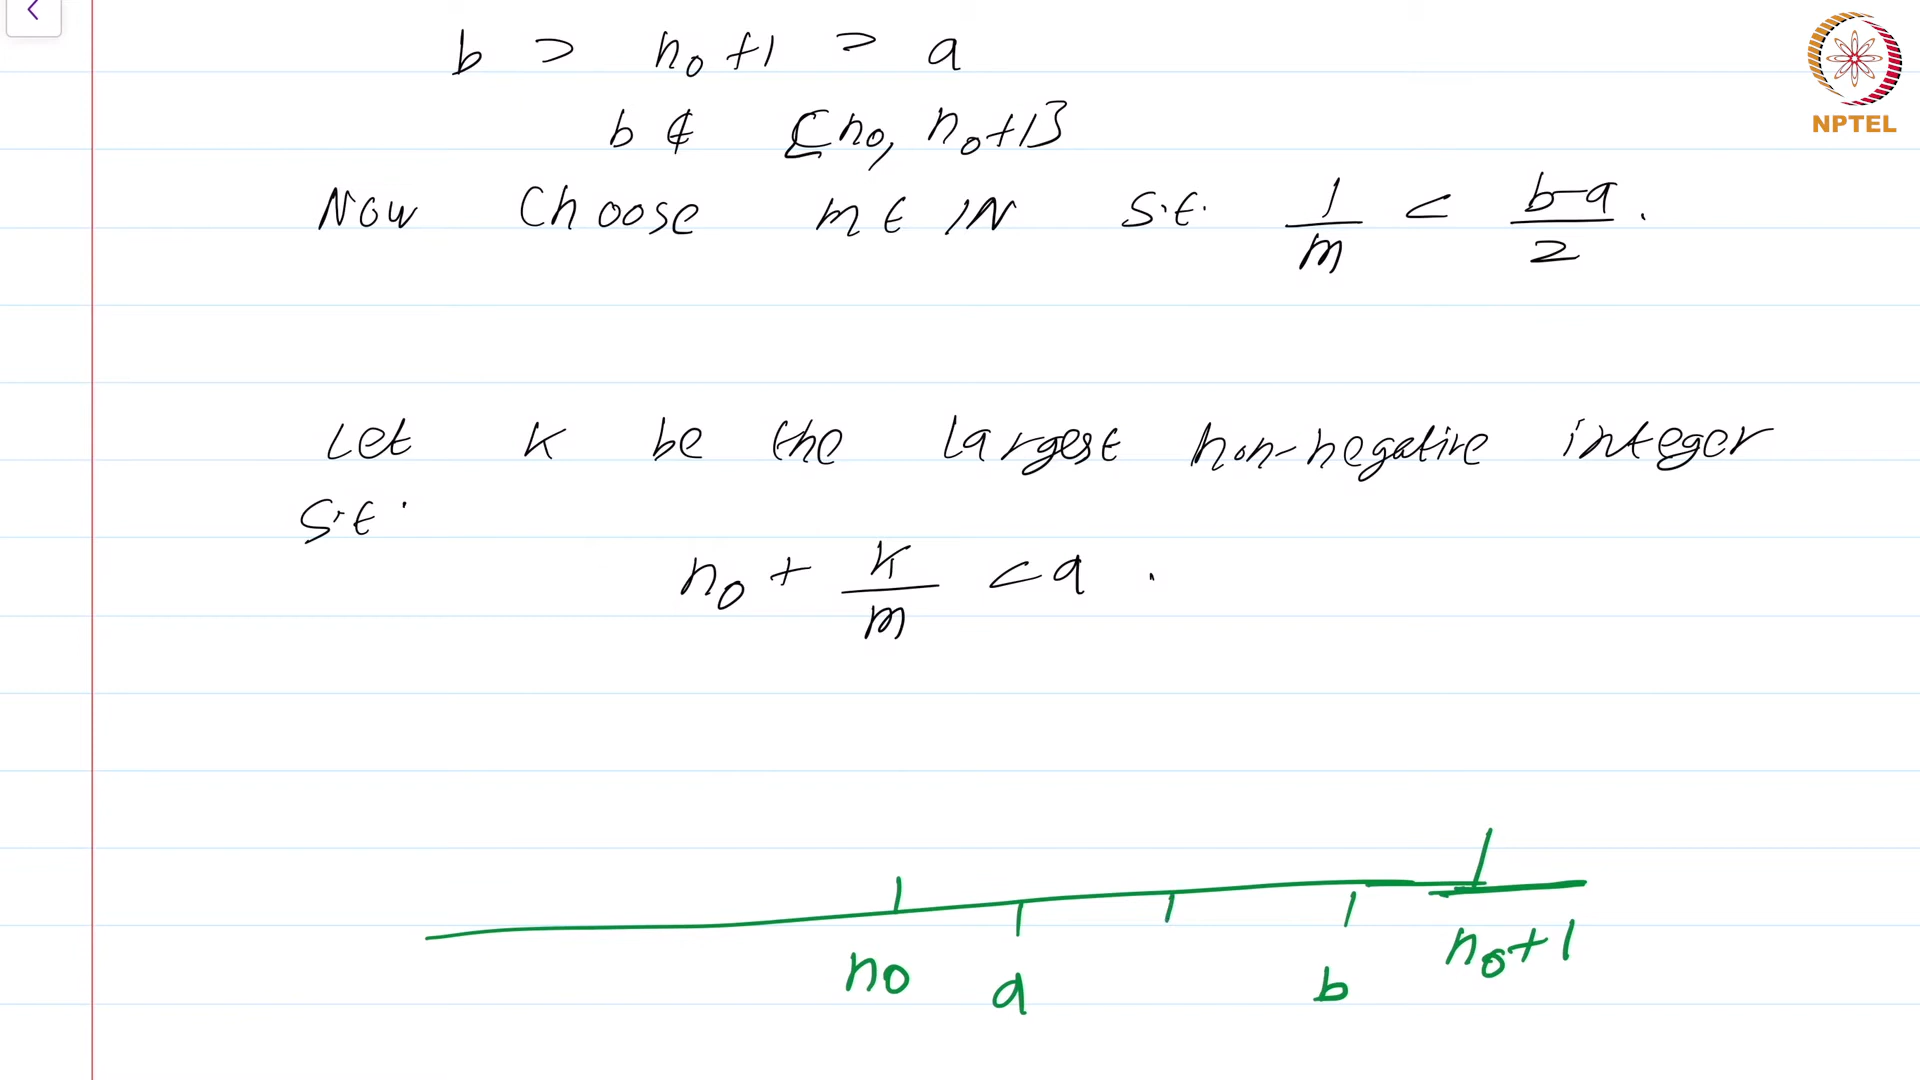 b > n₀+1 > a
NPTEL
b ∉ [n₀, n₀+1]
Now Choose m ∈ IN s.t. 1/m < (b-a)/2.
Let k be the largest non-negative integer
s.t.
n₀ + k/m < a.
n₀ a b n₀+1